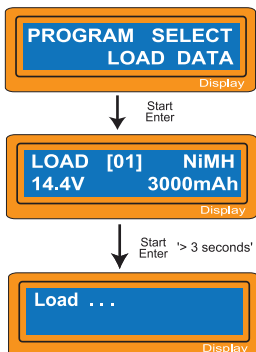 PROGRAM SELECT
LOAD DATA
Display
Start
Enter
LOAD [01] NiMH
14.4V 3000mAh
Display
Start
Enter '> 3 seconds'
Load ...
Display